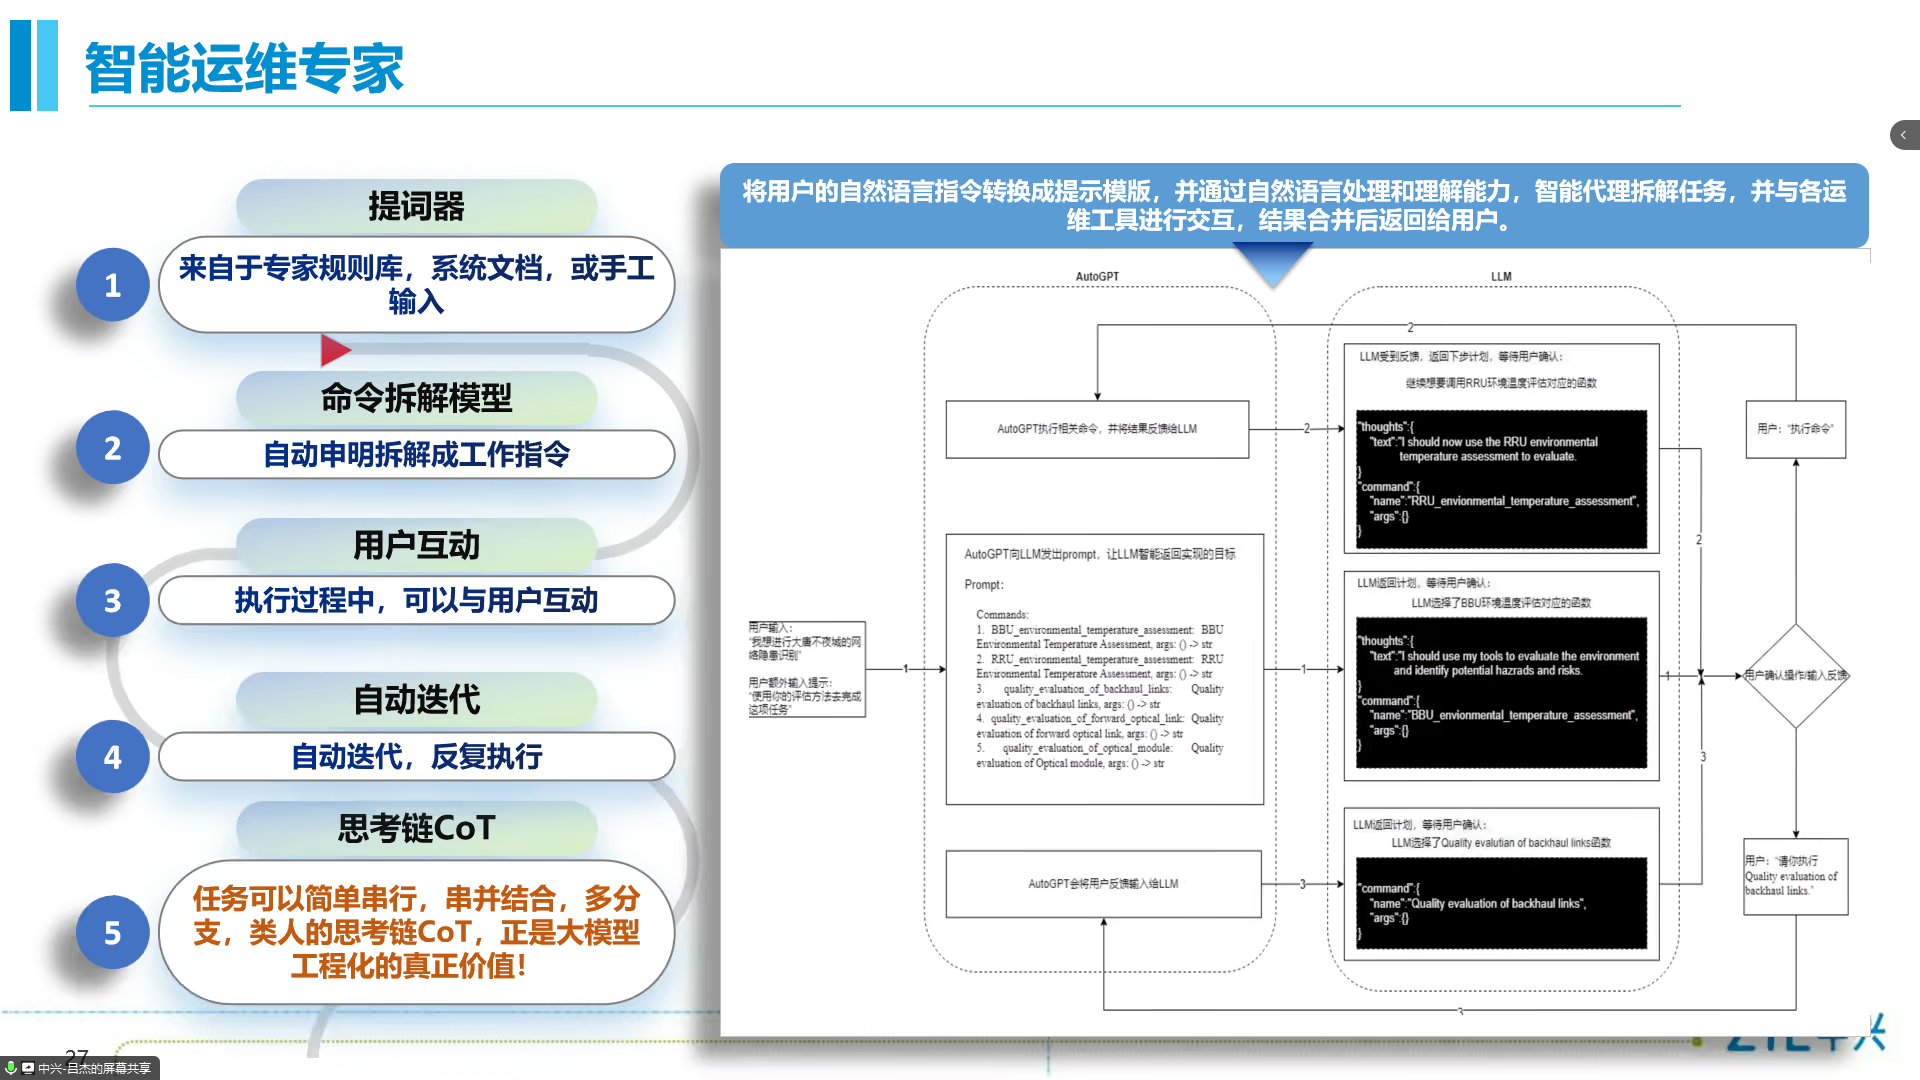 智能运维专家
提词器
1
来自于专家规则库，系统文档，或手工
输入
命令拆解模型
2
自动申明拆解成工作指令
用户互动
3
执行过程中，可以与用户互动
自动迭代
4
自动迭代，反复执行
思考链CoT
5
任务可以简单串行，串并结合，多分
支，类人的思考链CoT，正是大模型
工程化的真正价值！
将用户的自然语言指令转换成提示模版，并通过自然语言处理和理解能力，智能代理拆解任务，并与各运
维工具进行交互，结果合并后返回给用户。
AutoGPT
LLM
2
AutoGPT执行相关命令，并将结果反馈给LLM
2
LLM受到反馈，返回下步计划，等待用户确认：
继续想要调用RRU环境温度评估对应的函数
"thoughts":{
"text":"I should now use the RRU environmental
temperature assessment to evaluate.
}
"command":{
"name":"RRU_envionmental_temperature_assessment",
"args":{}
}
用户：“执行命令”
2
用户输入：
“我想进行大唐不夜城的网
络隐患识别”
用户额外输入提示：
“使用你的评估方法去完成
这项任务”
1
AutoGPT向LLM发出prompt，让LLM智能返回实现的目标
Prompt：
Commands:
1. BBU_environmental_temperature_assessment: BBU
Environmental Temperature Assessment, args: () -> str
2. RRU_environmental_temperature_assessment: RRU
Environmental Temperature Assessment, args: () -> str
3. quality_evaluation_of_backhaul_links: Quality
evaluation of backhaul links, args: () -> str
4. quality_evaluation_of_forward_optical_link: Quality
evaluation of forward optical link, args: () -> str
5. quality_evaluation_of_optical_module: Quality
evaluation of Optical module, args: () -> str
1
LLM返回计划，等待用户确认：
LLM选择了BBU环境温度评估对应的函数
"thoughts":{
"text":"I should use my tools to evaluate the environment
and identify potential hazrads and risks.
}
"command":{
"name":"BBU_envionmental_temperature_assessment",
"args":{}
}
1
用户确认操作/输入反馈
3
AutoGPT会将用户反馈输入给LLM
3
LLM返回计划，等待用户确认：
LLM选择了Quality evalutian of backhaul links函数
"command":{
"name":"Quality evaluation of backhaul links",
"args":{}
}
用户：“请你执行
Quality evaluation of
backhaul links.”
3
27
中兴-吕杰的屏幕共享
ZTE中兴